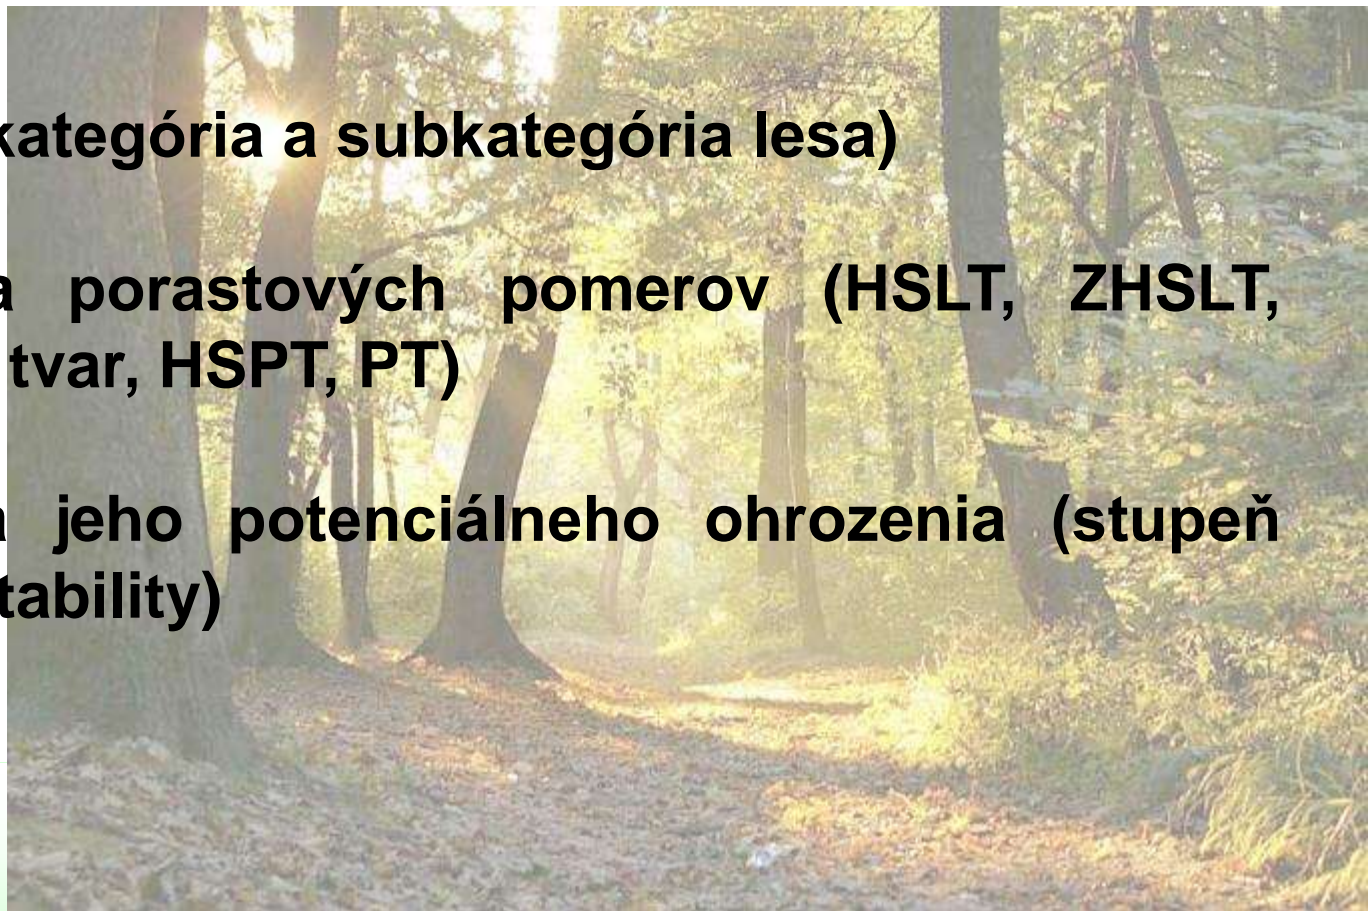 kategória a subkategória lesa)
a porastových pomerov (HSLT, ZHSLT,
tvar, HSPT, PT)
a jeho potenciálneho ohrozenia (stupeň
tability)